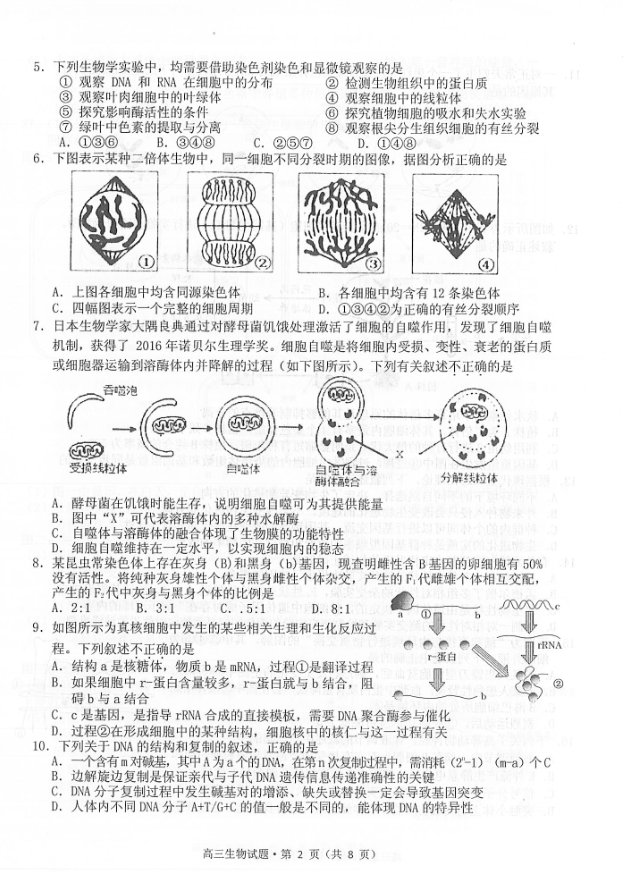 5. 下列生物学实验中，均需要借助染色剂染色和显微镜观察的是
① 观察 DNA 和 RNA 在细胞中的分布 ② 检测生物组织中的蛋白质
③ 观察叶肉细胞中的叶绿体 ④ 观察细胞中的线粒体
⑤ 探究影响酶活性的条件 ⑥ 探究植物细胞的吸水和失水实验
⑦ 绿叶中色素的提取与分离 ⑧ 观察根尖分生组织细胞的有丝分裂
A. ①③⑥ B. ③④⑧ C. ②⑤⑦ D. ①④⑧
6. 下图表示某种二倍体生物中，同一细胞不同分裂时期的图像，据图分析正确的是
① ② ③ ④
A. 上图各细胞中均含同源染色体 B. 各细胞中均含有 12 条染色体
C. 四幅图表示一个完整的细胞周期 D. ①③④②为正确的有丝分裂顺序
7. 日本生物学家大隅良典通过对酵母菌饥饿处理激活了细胞的自噬作用，发现了细胞自噬
机制，获得了 2016 年诺贝尔生理学奖。细胞自噬是将细胞内受损、变性、衰老的蛋白质
或细胞器运输到溶酶体内并降解的过程（如下图所示）。下列有关叙述不正确的是
吞噬泡
受损线粒体 自噬体 自噬体与溶
酶体融合 X 分解线粒体
A. 酵母菌在饥饿时能生存，说明细胞自噬可为其提供能量
B. 图中“X”可代表溶酶体内的多种水解酶
C. 自噬体与溶酶体的融合体现了生物膜的功能特性
D. 细胞自噬维持在一定水平，以实现细胞内的稳态
8. 某昆虫常染色体上存在灰身（B)和黑身（b)基因，现查明雌性含 B 基因的卵细胞有 50%
没有活性。将纯种灰身雄性个体与黑身雌性个体杂交，产生的 F₁代雌雄个体相互交配，
产生的 F₂代中灰身与黑身个体的比例是
A. 2:1 B. 3:1 C. 5:1 D. 8:1
9. 如图所示为真核细胞中发生的某些相关生理和生化反应过
程。下列叙述不正确的是
A. 结构 a 是核糖体，物质 b 是 mRNA，过程①是翻译过程
B. 如果细胞中 r-蛋白含量较多，r-蛋白就与 b 结合，阻
碍 b 与 a 结合
C. c 是基因，是指导 rRNA 合成的直接模板，需要 DNA 聚合酶参与催化
D. 过程②在形成细胞中的某种结构，细胞核中的核仁与这一过程有关
a ① b c
rRNA
r-蛋白
②
b
10. 下列关于 DNA 的结构和复制的叙述，正确的是
A. 一个含有 m 对碱基，其中 A 为 a 个的 DNA，在第 n 次复制过程中，需消耗（2ⁿ-1）（m-a）个 C
B. 边解旋边复制是保证亲代与子代 DNA 遗传信息传递准确性的关键
C. DNA 分子复制过程中发生碱基对的增添、缺失或替换一定会导致基因突变
D. 人体内不同 DNA 分子 A+T/G+C 的值一般是不同的，能体现 DNA 的特异性
高三生物试题·第 2 页（共 8 页）